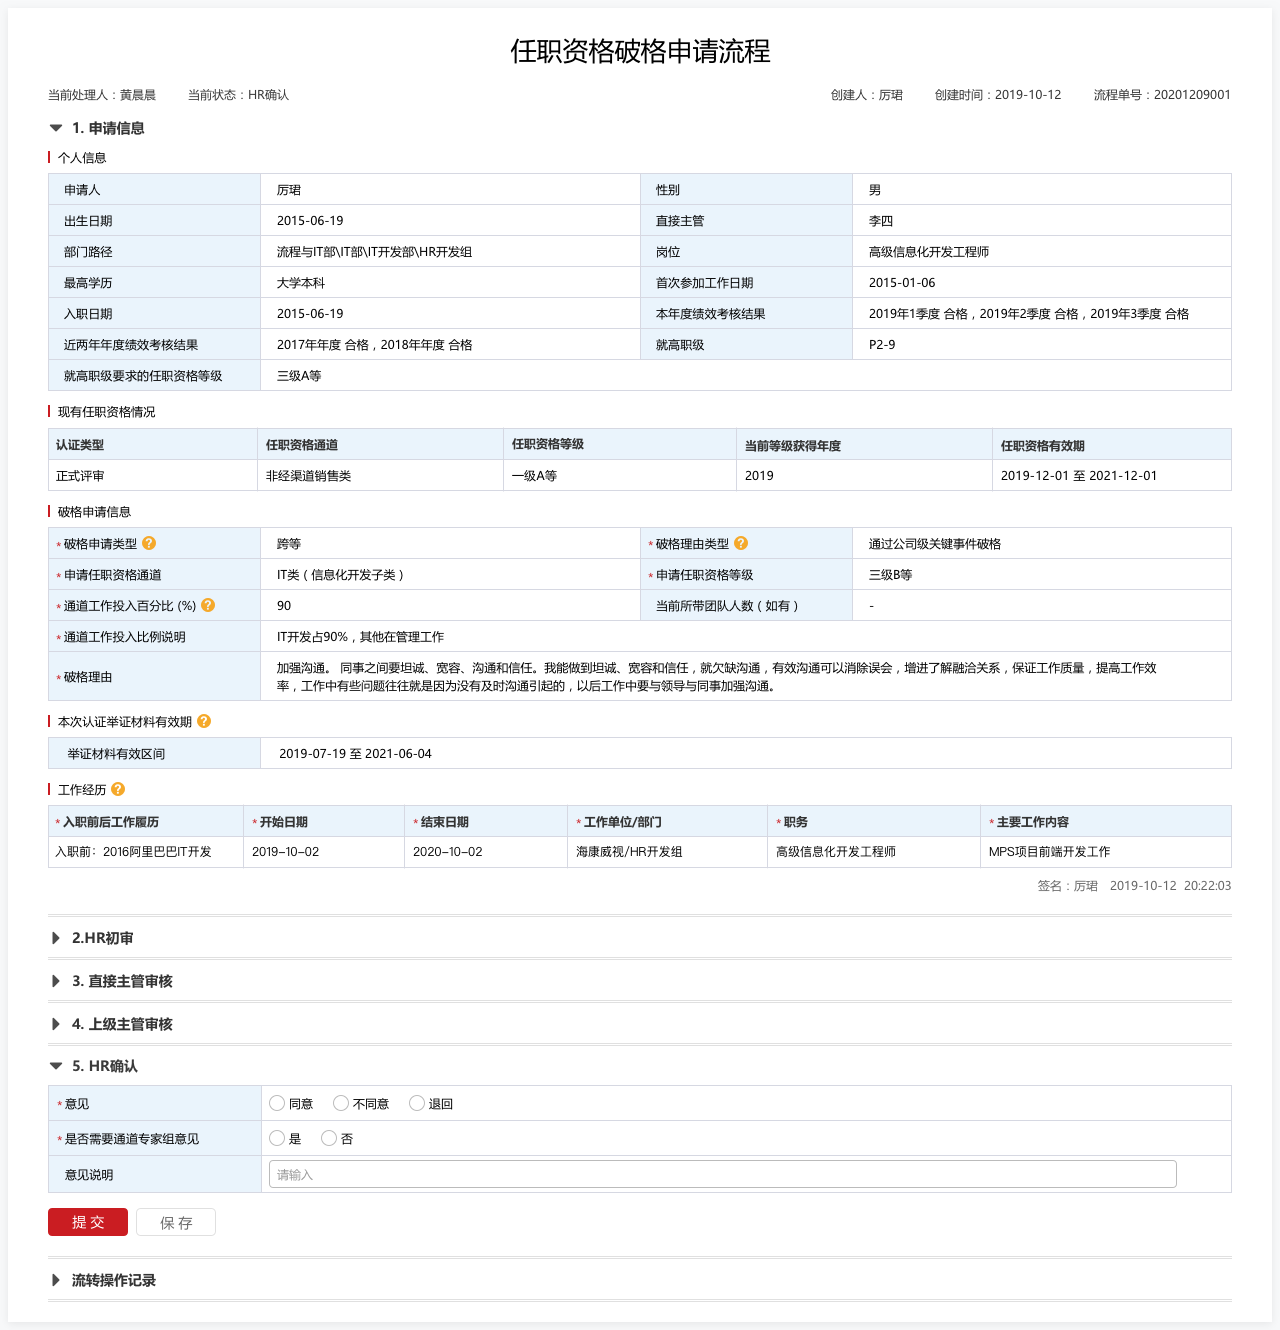 任职资格破格申请流程
当前处理人：黄晨晨 当前状态：HR确认 创建人：厉珺 创建时间：2019-10-12 流程单号：20201209001
1. 申请信息
个人信息
申请人 厉珺 性别 男
出生日期 2015-06-19 直接主管 李四
部门路径 流程与IT部\IT部\IT开发部\HR开发组 岗位 高级信息化开发工程师
最高学历 大学本科 首次参加工作日期 2015-01-06
入职日期 2015-06-19 本年度绩效考核结果 2019年1季度 合格，2019年2季度 合格，2019年3季度 合格
近两年年度绩效考核结果 2017年年度 合格，2018年年度 合格 就高职级 P2-9
就高职级要求的任职资格等级 三级A等
现有任职资格情况
认证类型 任职资格通道 任职资格等级 当前等级获得年度 任职资格有效期
正式评审 非经渠道销售类 一级A等 2019 2019-12-01 至 2021-12-01
破格申请信息
* 破格申请类型 ? 跨等 * 破格理由类型 ? 通过公司级关键事件破格
* 申请任职资格通道 IT类（信息化开发子类） * 申请任职资格等级 三级B等
* 通道工作投入百分比 (%) ? 90 当前所带团队人数（如有） -
* 通道工作投入比例说明 IT开发占90%，其他在管理工作
* 破格理由 加强沟通。 同事之间要坦诚、宽容、沟通和信任。我能做到坦诚、宽容和信任，就欠缺沟通，有效沟通可以消除误会，增进了解融洽关系，保证工作质量，提高工作效
率，工作中有些问题往往就是因为没有及时沟通引起的，以后工作中要与领导与同事加强沟通。
本次认证举证材料有效期 ?
举证材料有效区间 2019-07-19 至 2021-06-04
工作经历 ?
* 入职前后工作履历 * 开始日期 * 结束日期 * 工作单位/部门 * 职务 * 主要工作内容
入职前：2016阿里巴巴IT开发 2019-10-02 2020-10-02 海康威视/HR开发组 高级信息化开发工程师 MPS项目前端开发工作
签名：厉珺 2019-10-12 20:22:03
2.HR初审
3. 直接主管审核
4. 上级主管审核
5. HR确认
* 意见 同意 不同意 退回
* 是否需要通道专家组意见 是 否
意见说明 请输入
提 交 保 存
流转操作记录